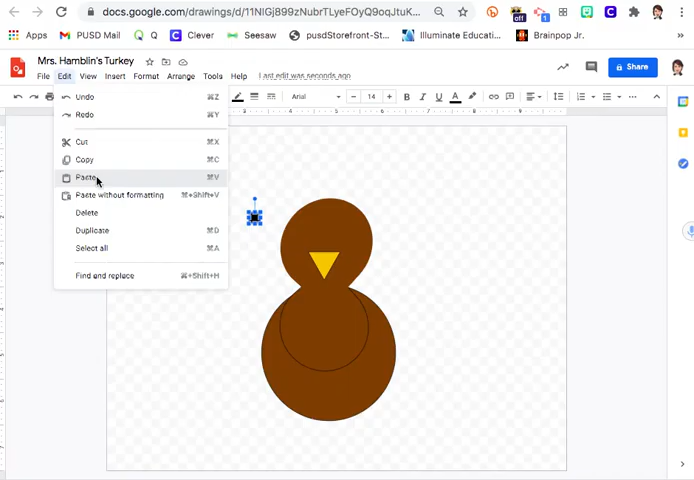 docs.google.com/drawings/d/11NIGj899zNubrTLyeFOyQ9oqJtuK...
off
1
Apps
PUSD Mail
Q
Clever
Seesaw
pusdStorefront-St...
Illuminate Educati...
Brainpop Jr.
Mrs. Hamblin's Turkey
File Edit View Insert Format Arrange Tools Help Last edit was seconds ago
Share
Arial
14
B I U A
Undo ⌘Z
Redo ⌘Y
Cut ⌘X
Copy ⌘C
Paste ⌘V
Paste without formatting ⌘+Shift+V
Delete
Duplicate ⌘D
Select all ⌘A
Find and replace ⌘+Shift+H